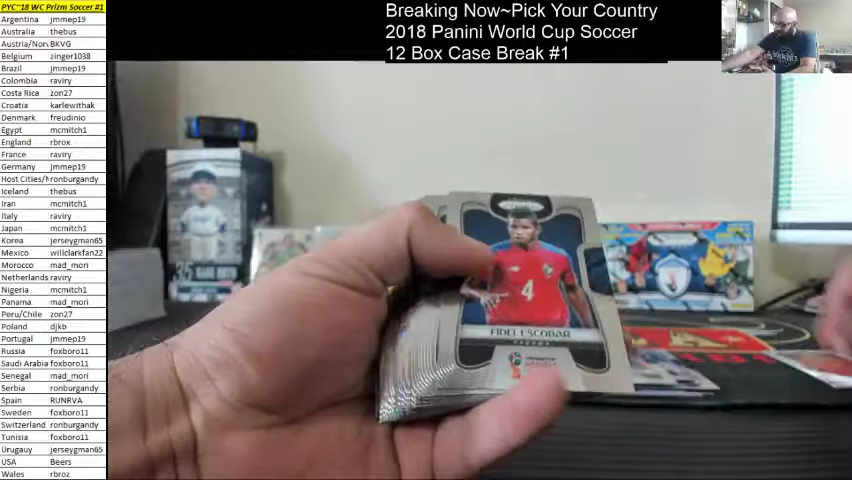 PYC~18 WC Prizm Soccer #1
Argentina jmmep19
Australia thebus
Austria/Nor BKVG
Belgium zinger1038
Brazil jmmep19
Colombia raviry
Costa Rica zon27
Croatia karlewithak
Denmark freudinio
Egypt mcmitch1
England rbrox
France raviry
Germany jmmep19
Host Cities/ ronburgandy
Iceland thebus
Iran mcmitch1
Italy raviry
Japan mcmitch1
Korea jerseygman65
Mexico willclarkfan22
Morocco mad_mori
Netherlands raviry
Nigeria mcmitch1
Panama mad_mori
Peru/Chile zon27
Poland djkb
Portugal jmmep19
Russia foxboro11
Saudi Arabia foxboro11
Senegal mad_mori
Serbia ronburgandy
Spain RUNRVA
Sweden foxboro11
Switzerland ronburgandy
Tunisia foxboro11
Urugauy jerseygman65
USA Beers
Wales rbroz
Breaking Now~Pick Your Country
2018 Panini World Cup Soccer
12 Box Case Break #1
4
FIDEL ESCOBAR
PANAMA
35